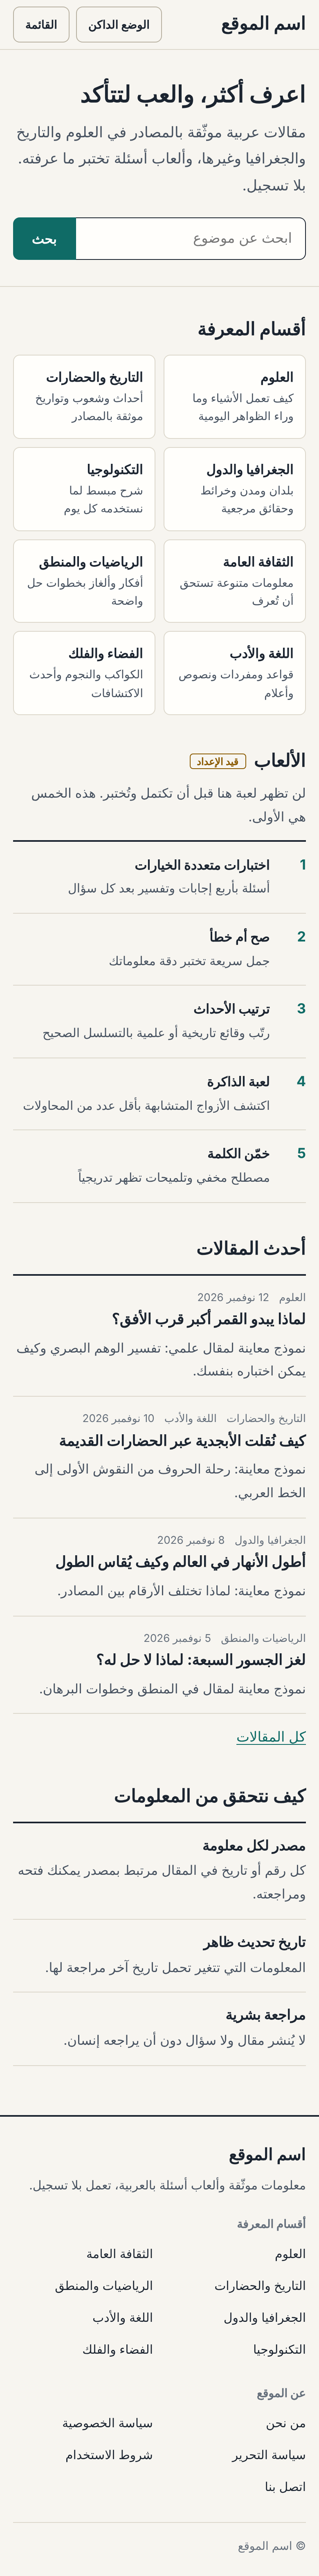 اسم الموقع
الوضع الداكن
القائمة
اعرف أكثر، والعب لتتأكد
مقالات عربية موثّقة بالمصادر في العلوم والتاريخ
والجغرافيا وغيرها، وألعاب أسئلة تختبر ما عرفته.
بلا تسجيل.
ابحث عن موضوع
بحث
أقسام المعرفة
العلوم
كيف تعمل الأشياء وما
وراء الظواهر اليومية
التاريخ والحضارات
أحداث وشعوب وتواريخ
موثقة بالمصادر
الجغرافيا والدول
بلدان ومدن وخرائط
وحقائق مرجعية
التكنولوجيا
شرح مبسط لما
نستخدمه كل يوم
الثقافة العامة
معلومات متنوعة تستحق
أن تُعرف
الرياضيات والمنطق
أفكار وألغاز بخطوات حل
واضحة
اللغة والأدب
قواعد ومفردات ونصوص
وأعلام
الفضاء والفلك
الكواكب والنجوم وأحدث
الاكتشافات
الألعاب
قيد الإعداد
لن تظهر لعبة هنا قبل أن تكتمل وتُختبر. هذه الخمس
هي الأولى.
1 اختبارات متعددة الخيارات
أسئلة بأربع إجابات وتفسير بعد كل سؤال
2 صح أم خطأ
جمل سريعة تختبر دقة معلوماتك
3 ترتيب الأحداث
رتّب وقائع تاريخية أو علمية بالتسلسل الصحيح
4 لعبة الذاكرة
اكتشف الأزواج المتشابهة بأقل عدد من المحاولات
5 خمّن الكلمة
مصطلح مخفي وتلميحات تظهر تدريجياً
أحدث المقالات
العلوم 12 نوفمبر 2026
لماذا يبدو القمر أكبر قرب الأفق؟
نموذج معاينة لمقال علمي: تفسير الوهم البصري وكيف
يمكن اختباره بنفسك.
التاريخ والحضارات اللغة والأدب 10 نوفمبر 2026
كيف نُقلت الأبجدية عبر الحضارات القديمة
نموذج معاينة: رحلة الحروف من النقوش الأولى إلى
الخط العربي.
الجغرافيا والدول 8 نوفمبر 2026
أطول الأنهار في العالم وكيف يُقاس الطول
نموذج معاينة: لماذا تختلف الأرقام بين المصادر.
الرياضيات والمنطق 5 نوفمبر 2026
لغز الجسور السبعة: لماذا لا حل له؟
نموذج معاينة لمقال في المنطق وخطوات البرهان.
كل المقالات
كيف نتحقق من المعلومات
مصدر لكل معلومة
كل رقم أو تاريخ في المقال مرتبط بمصدر يمكنك فتحه
ومراجعته.
تاريخ تحديث ظاهر
المعلومات التي تتغير تحمل تاريخ آخر مراجعة لها.
مراجعة بشرية
لا يُنشر مقال ولا سؤال دون أن يراجعه إنسان.
اسم الموقع
معلومات موثّقة وألعاب أسئلة بالعربية، تعمل بلا تسجيل.
أقسام المعرفة
العلوم
الثقافة العامة
التاريخ والحضارات
الرياضيات والمنطق
الجغرافيا والدول
اللغة والأدب
التكنولوجيا
الفضاء والفلك
عن الموقع
من نحن
سياسة الخصوصية
سياسة التحرير
شروط الاستخدام
اتصل بنا
© اسم الموقع